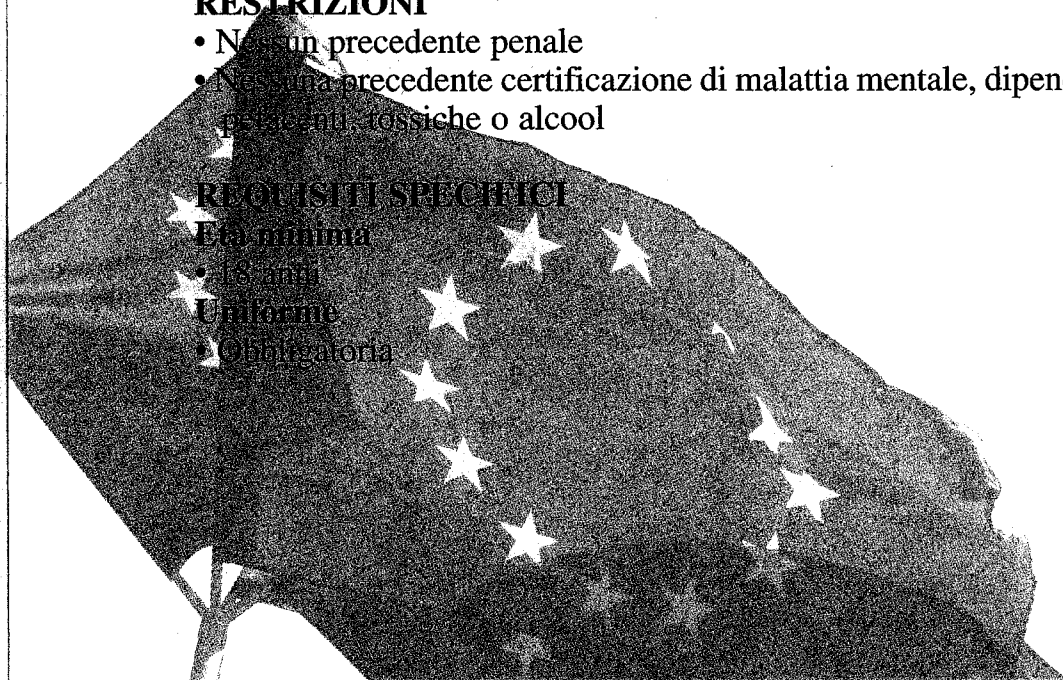 RESTRIZIONI
• Nessun precedente penale
• Nessuna precedente certificazione di malattia mentale, dipen
tossiche o alcool
REQUISITI SPECIFICI
Età minima
• 18 anni
Uniforme
• Obbligatoria